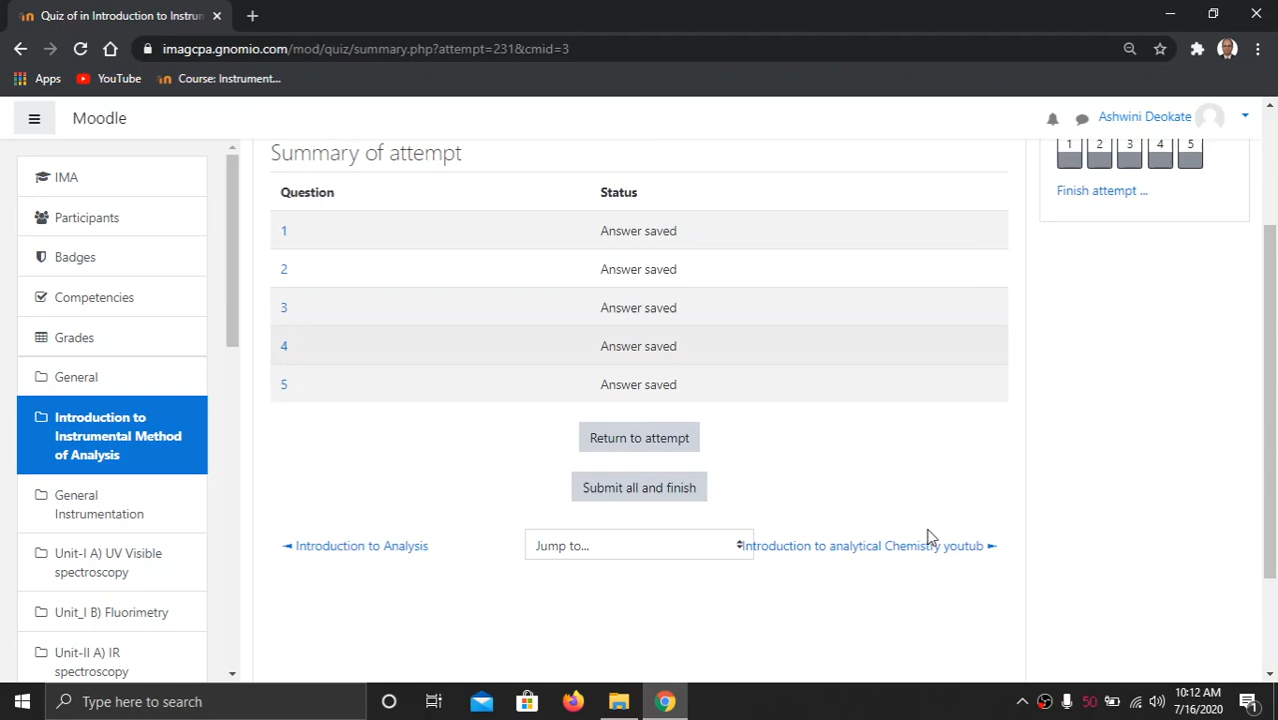 Quiz of in Introduction to Instrun
imagcpa.gnomio.com/mod/quiz/summary.php?attempt=231&cmid=3
Apps
YouTube
Course: Instrument...
Moodle
Ashwini Deokate
IMA
Participants
Badges
Competencies
Grades
General
Introduction to
Instrumental Method
of Analysis
General
Instrumentation
Unit-I A) UV Visible
spectroscopy
Unit_I B) Fluorimetry
Unit-II A) IR
spectroscopy
Summary of attempt
Question Status
1 Answer saved
2 Answer saved
3 Answer saved
4 Answer saved
5 Answer saved
Return to attempt
Submit all and finish
◄ Introduction to Analysis
Jump to...
Introduction to analytical Chemistry youtub ►
1 2 3 4 5
Finish attempt ...
Type here to search
50
10:12 AM
7/16/2020
1